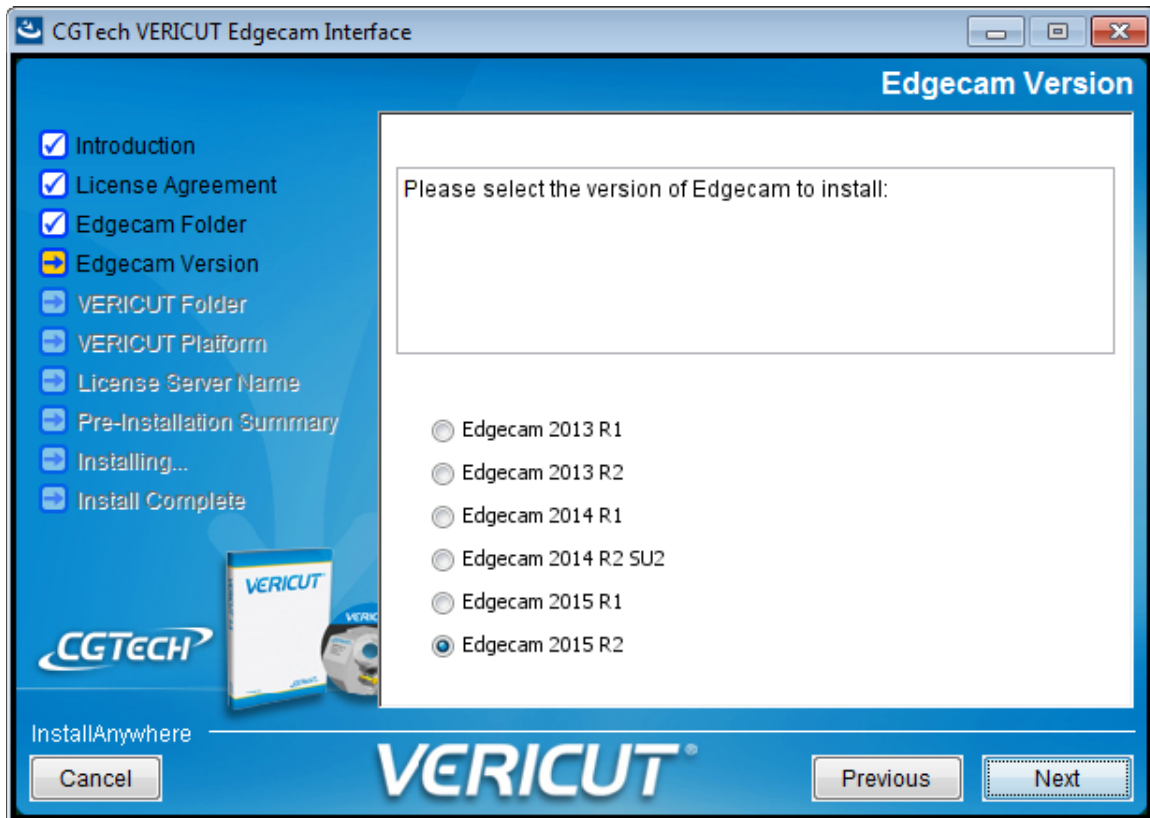 CGTech VERICUT Edgecam Interface
Edgecam Version
Introduction
License Agreement
Edgecam Folder
Edgecam Version
VERICUT Folder
VERICUT Platform
License Server Name
Pre-Installation Summary
Installing...
Install Complete
Please select the version of Edgecam to install:
Edgecam 2013 R1
Edgecam 2013 R2
Edgecam 2014 R1
Edgecam 2014 R2 SU2
Edgecam 2015 R1
Edgecam 2015 R2
VERICUT
CGTECH
InstallAnywhere
Cancel
VERICUT®
Previous
Next